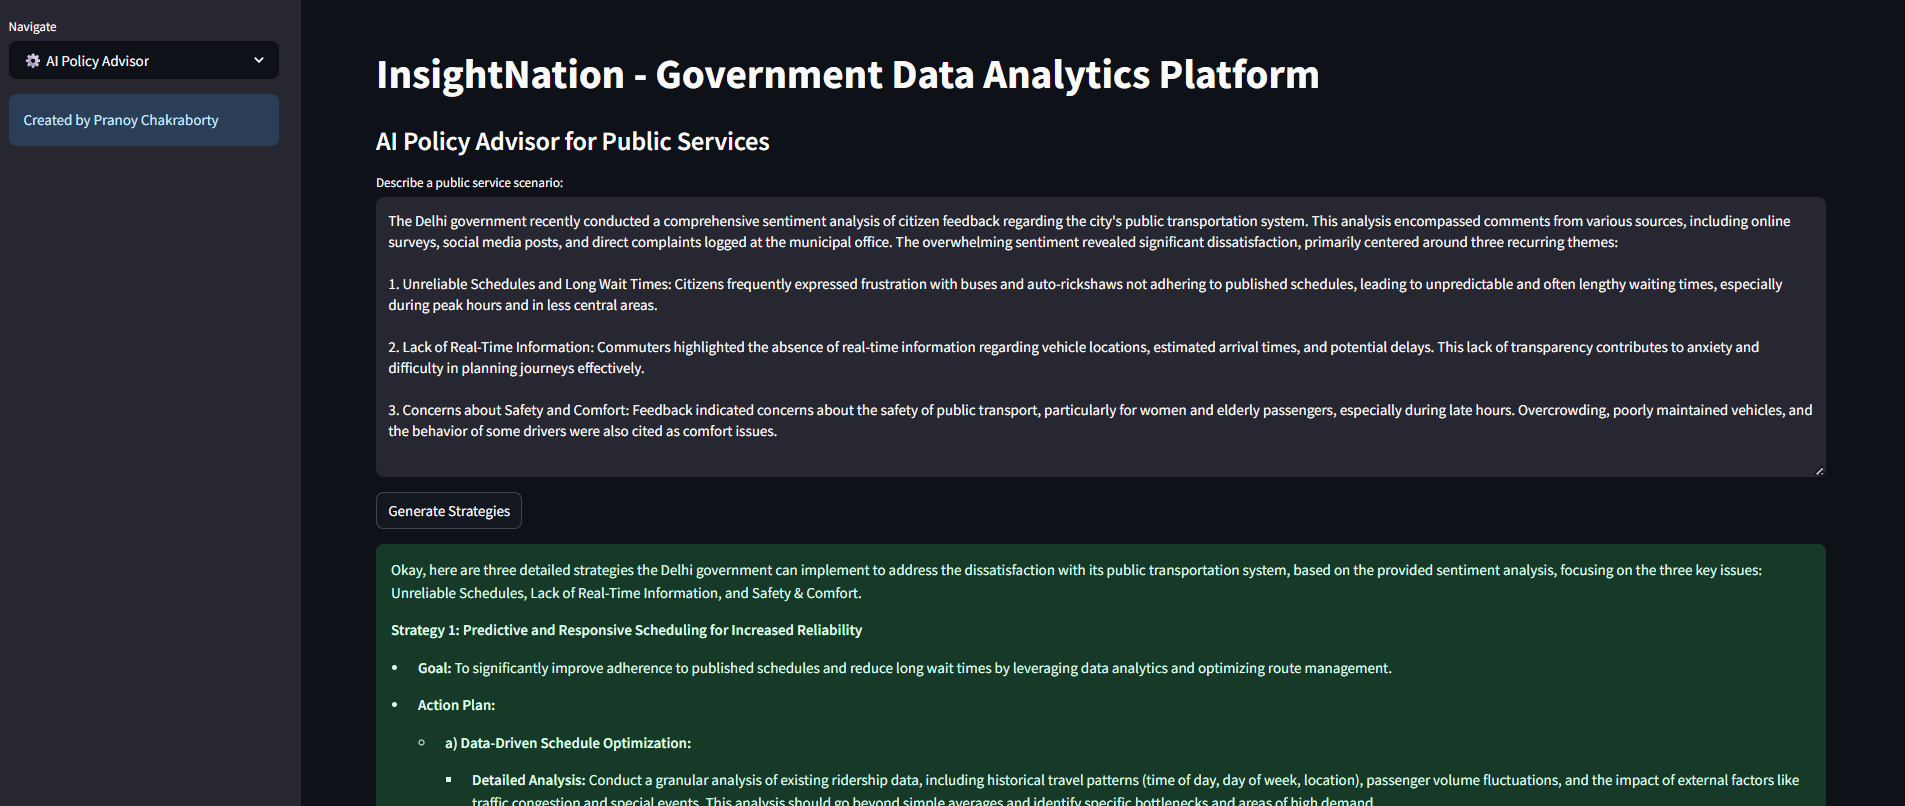 Navigate
AI Policy Advisor
Created by Pranoy Chakraborty
InsightNation - Government Data Analytics Platform
AI Policy Advisor for Public Services
Describe a public service scenario:
The Delhi government recently conducted a comprehensive sentiment analysis of citizen feedback regarding the city's public transportation system. This analysis encompassed comments from various sources, including online
surveys, social media posts, and direct complaints logged at the municipal office. The overwhelming sentiment revealed significant dissatisfaction, primarily centered around three recurring themes:
1. Unreliable Schedules and Long Wait Times: Citizens frequently expressed frustration with buses and auto-rickshaws not adhering to published schedules, leading to unpredictable and often lengthy waiting times, especially
during peak hours and in less central areas.
2. Lack of Real-Time Information: Commuters highlighted the absence of real-time information regarding vehicle locations, estimated arrival times, and potential delays. This lack of transparency contributes to anxiety and
difficulty in planning journeys effectively.
3. Concerns about Safety and Comfort: Feedback indicated concerns about the safety of public transport, particularly for women and elderly passengers, especially during late hours. Overcrowding, poorly maintained vehicles, and
the behavior of some drivers were also cited as comfort issues.
Generate Strategies
Okay, here are three detailed strategies the Delhi government can implement to address the dissatisfaction with its public transportation system, based on the provided sentiment analysis, focusing on the three key issues:
Unreliable Schedules, Lack of Real-Time Information, and Safety & Comfort.
Strategy 1: Predictive and Responsive Scheduling for Increased Reliability
• Goal: To significantly improve adherence to published schedules and reduce long wait times by leveraging data analytics and optimizing route management.
• Action Plan:
○ a) Data-Driven Schedule Optimization:
▪ Detailed Analysis: Conduct a granular analysis of existing ridership data, including historical travel patterns (time of day, day of week, location), passenger volume fluctuations, and the impact of external factors like
traffic congestion and special events. This analysis should go beyond simple averages and identify specific bottlenecks and areas of high demand.